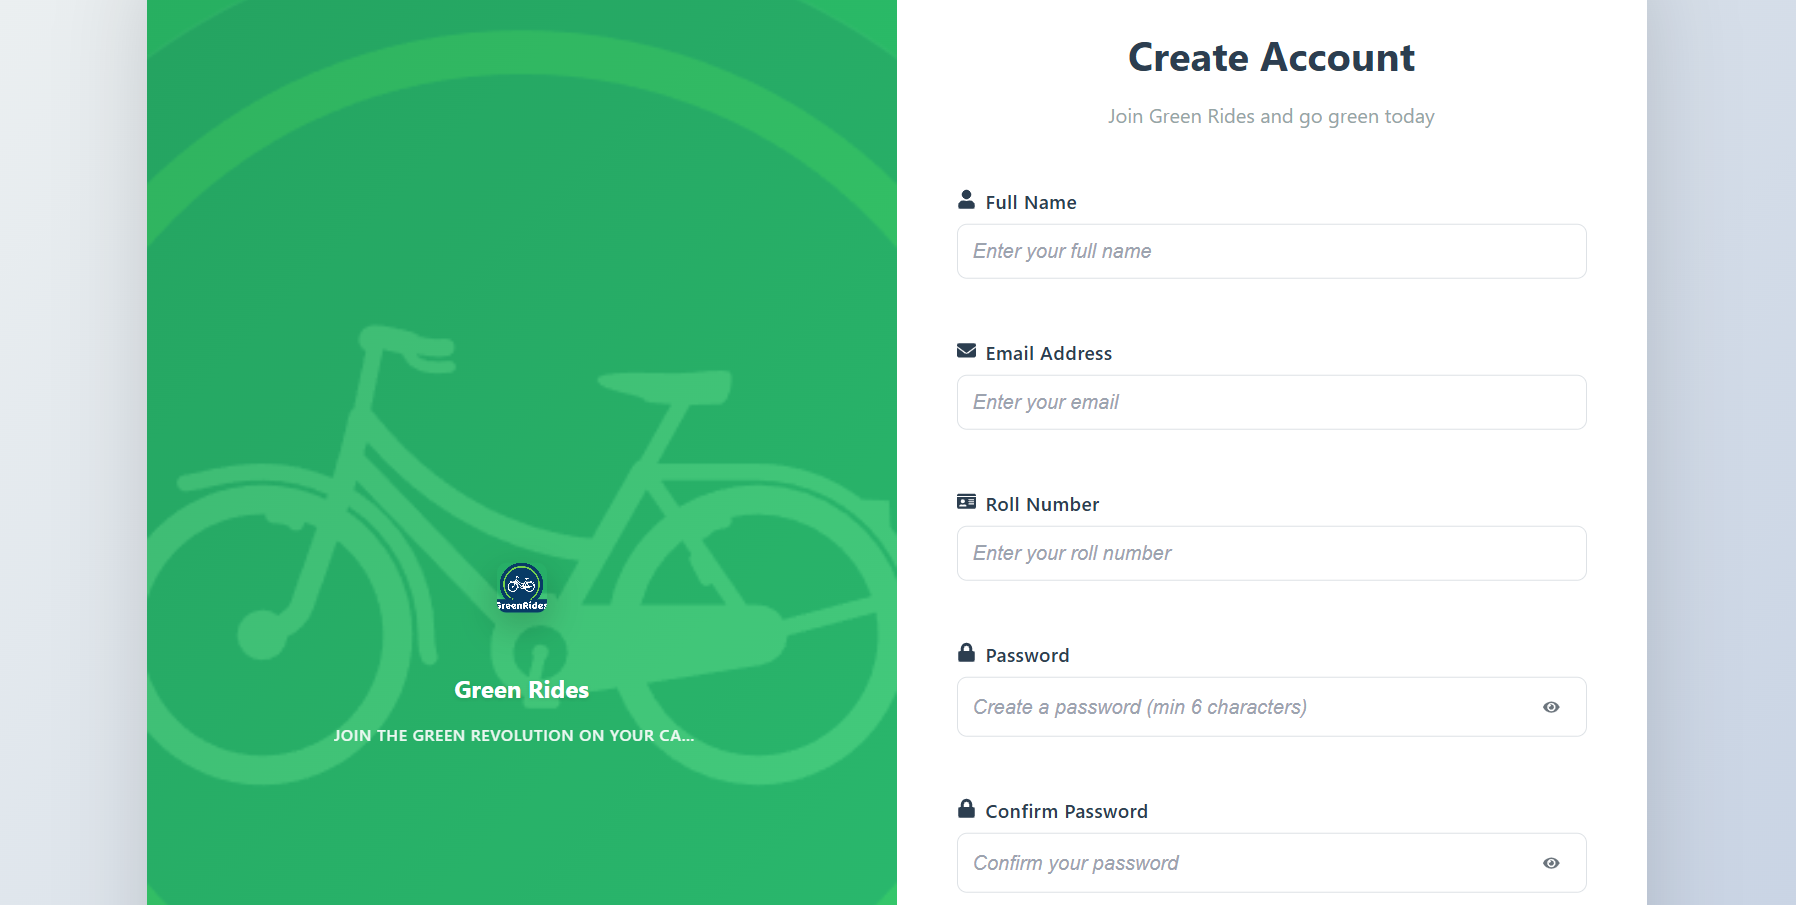 GreenRides
Green Rides
JOIN THE GREEN REVOLUTION ON YOUR CA...
Create Account
Join Green Rides and go green today
Full Name
Enter your full name
Email Address
Enter your email
Roll Number
Enter your roll number
Password
Create a password (min 6 characters)
Confirm Password
Confirm your password